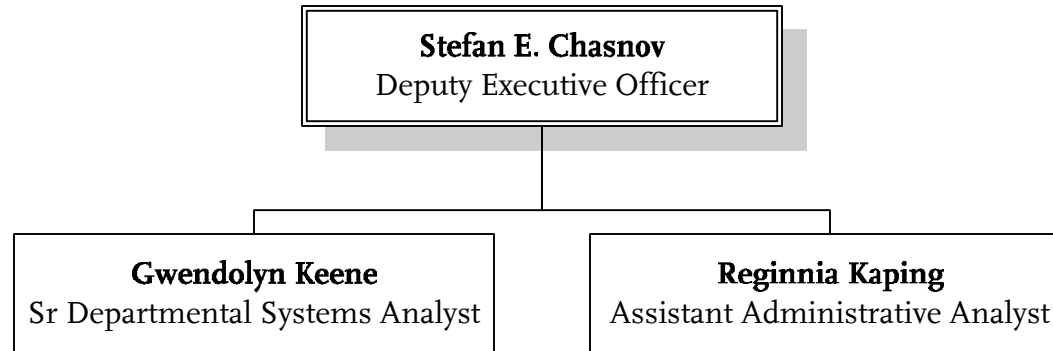 Stefan E. Chasnov
Deputy Executive Officer
Gwendolyn Keene
Sr Departmental Systems Analyst
Reginnia Kaping
Assistant Administrative Analyst